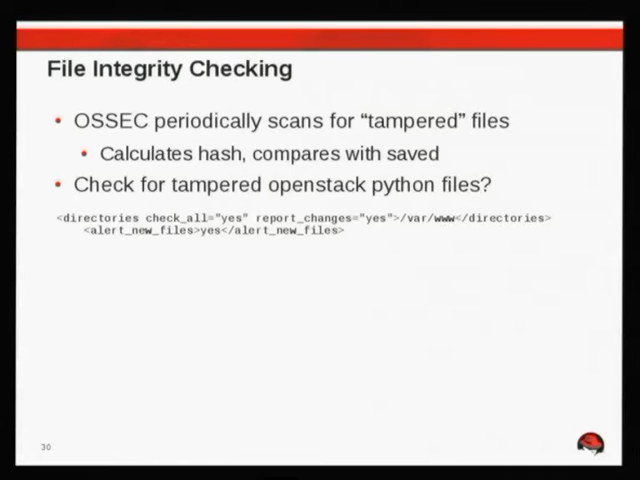 File Integrity Checking
• OSSEC periodically scans for “tampered” files
• Calculates hash, compares with saved
• Check for tampered openstack python files?
<directories check_all="yes" report_changes="yes">/var/www</directories>
<alert_new_files>yes</alert_new_files>
30